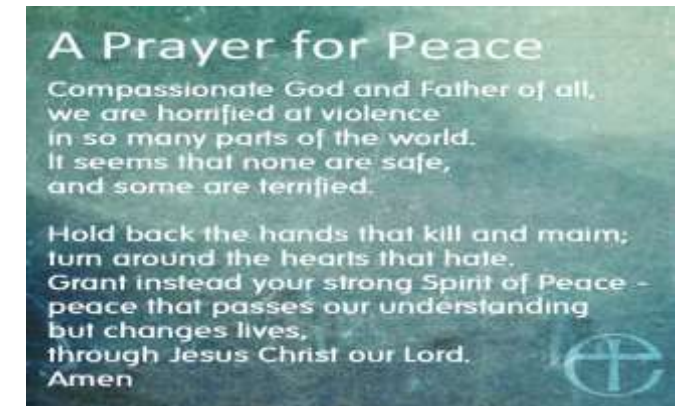 A Prayer for Peace
Compassionate God and Father of all,
we are horrified at violence
in so many parts of the world.
It seems that none are safe,
and some are terrified.
Hold back the hands that kill and maim;
turn around the hearts that hate.
Grant instead your strong Spirit of Peace -
peace that passes our understanding
but changes lives,
through Jesus Christ our Lord.
Amen